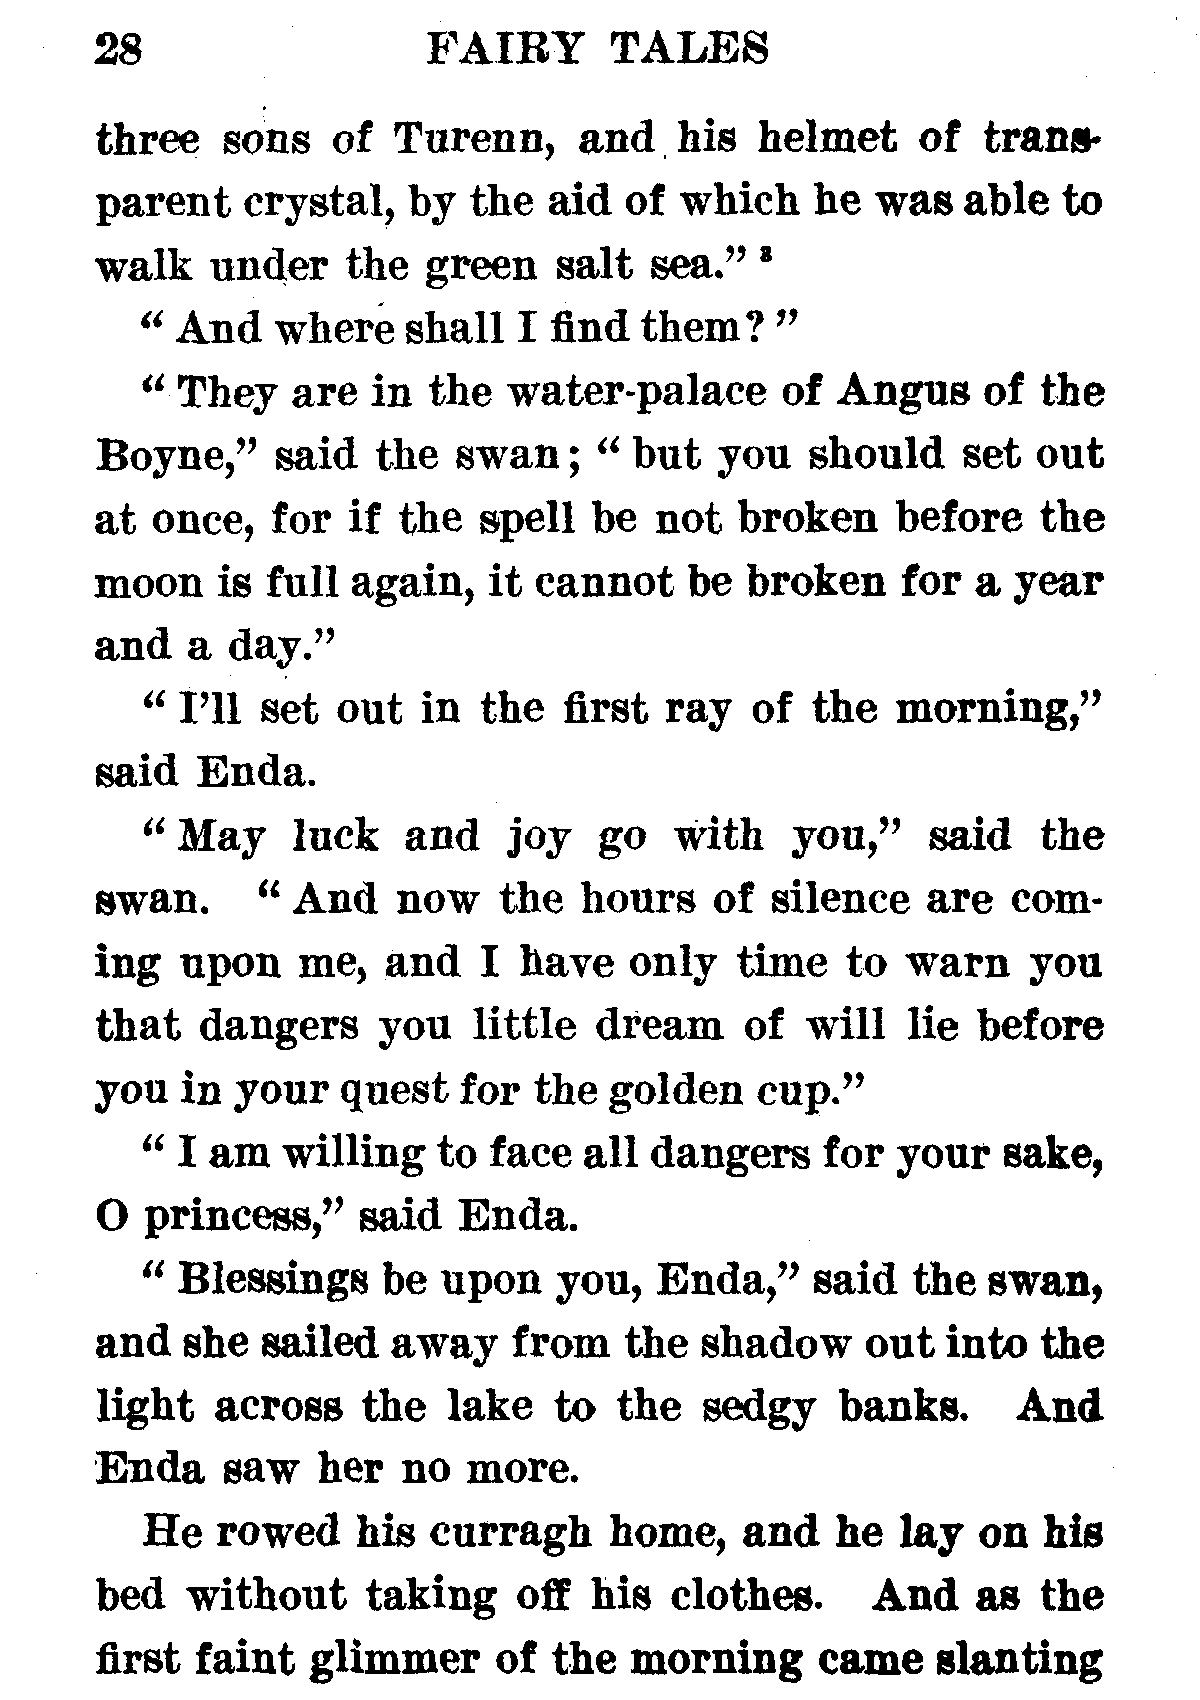 28 FAIRY TALES
three sons of Turenn, and his helmet of trans-
parent crystal, by the aid of which he was able to
walk under the green salt sea." ³
" And where shall I find them? "
" They are in the water-palace of Angus of the
Boyne," said the swan; " but you should set out
at once, for if the spell be not broken before the
moon is full again, it cannot be broken for a year
and a day."
" I'll set out in the first ray of the morning,"
said Enda.
" May luck and joy go with you," said the
swan. " And now the hours of silence are com-
ing upon me, and I have only time to warn you
that dangers you little dream of will lie before
you in your quest for the golden cup."
" I am willing to face all dangers for your sake,
O princess," said Enda.
" Blessings be upon you, Enda," said the swan,
and she sailed away from the shadow out into the
light across the lake to the sedgy banks. And
Enda saw her no more.
He rowed his curragh home, and he lay on his
bed without taking off his clothes. And as the
first faint glimmer of the morning came slanting